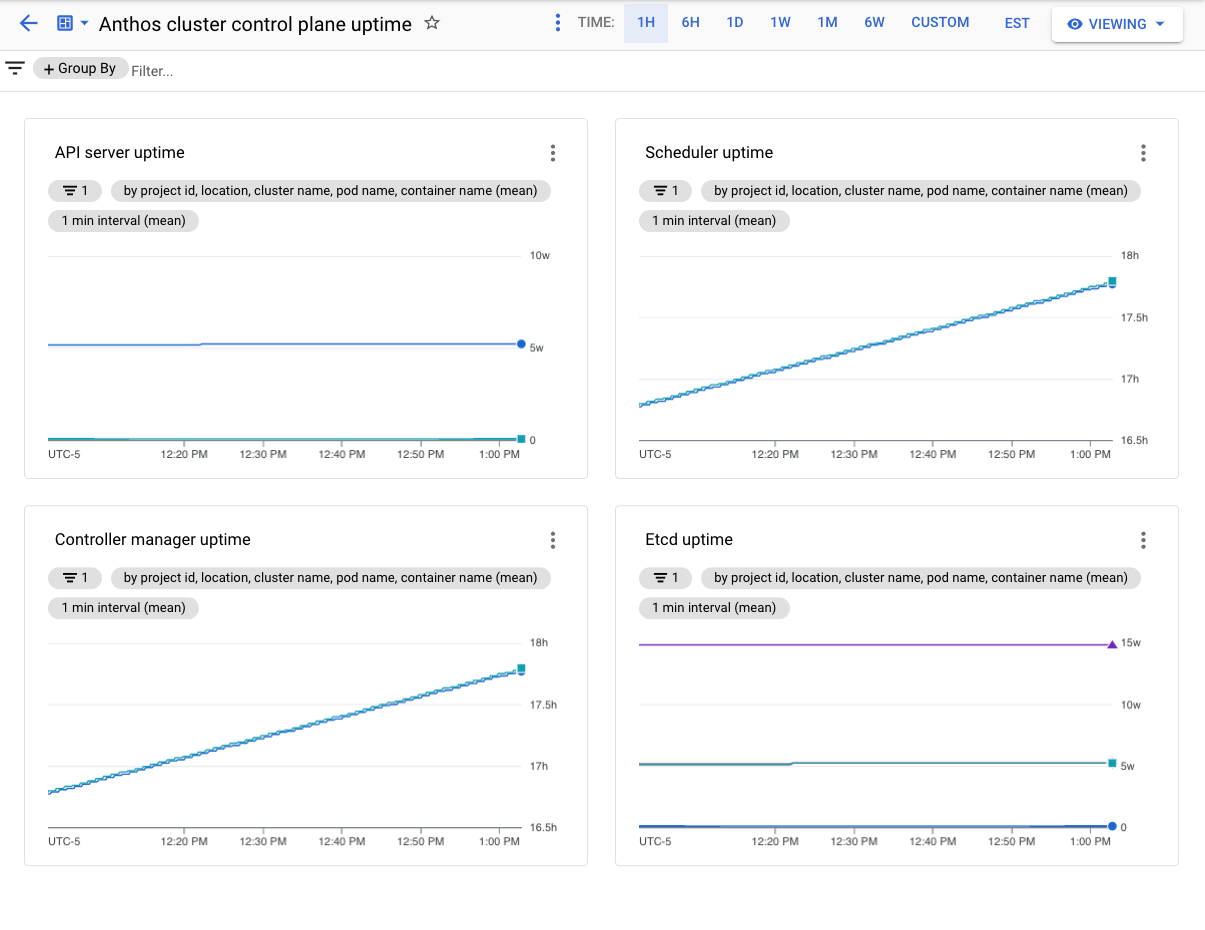 Anthos cluster control plane uptime
TIME: 1H 6H 1D 1W 1M 6W CUSTOM EST VIEWING
+ Group By Filter...
API server uptime
1 by project id, location, cluster name, pod name, container name (mean)
1 min interval (mean)
10w
5w
0
UTC-5 12:20 PM 12:30 PM 12:40 PM 12:50 PM 1:00 PM
Scheduler uptime
1 by project id, location, cluster name, pod name, container name (mean)
1 min interval (mean)
18h
17.5h
17h
16.5h
UTC-5 12:20 PM 12:30 PM 12:40 PM 12:50 PM 1:00 PM
Controller manager uptime
1 by project id, location, cluster name, pod name, container name (mean)
1 min interval (mean)
18h
17.5h
17h
16.5h
UTC-5 12:20 PM 12:30 PM 12:40 PM 12:50 PM 1:00 PM
Etcd uptime
1 by project id, location, cluster name, pod name, container name (mean)
1 min interval (mean)
15w
10w
5w
0
UTC-5 12:20 PM 12:30 PM 12:40 PM 12:50 PM 1:00 PM